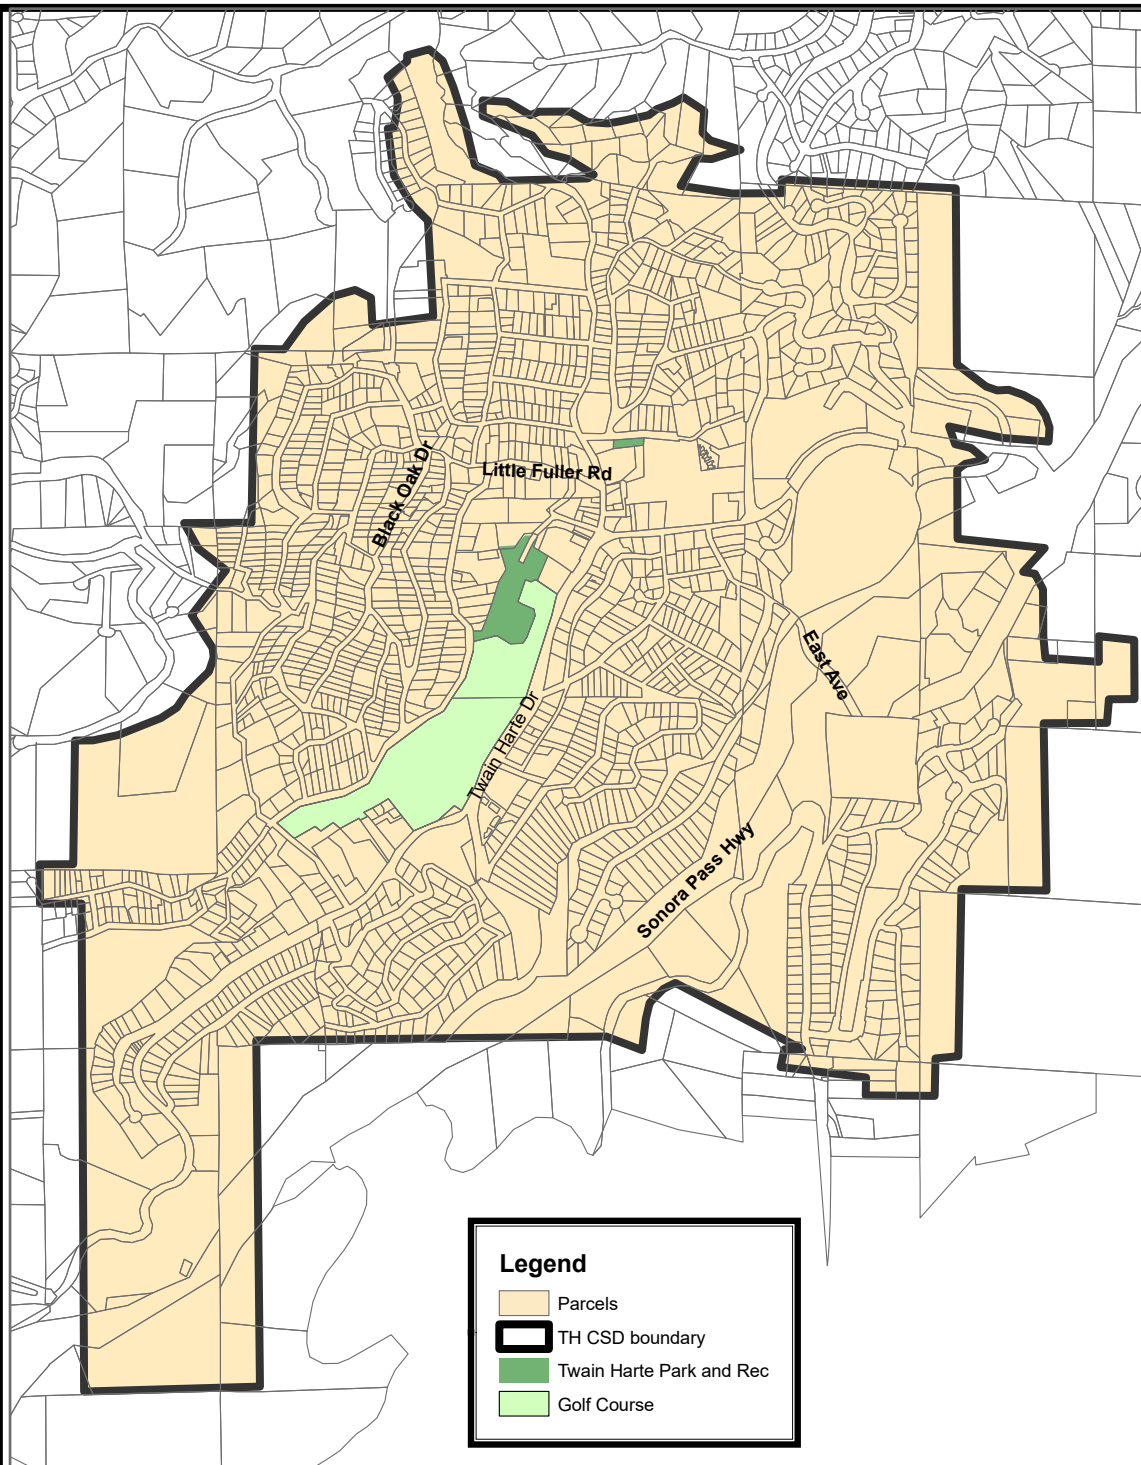 Black Oak Dr
Little Fuller Rd
East Ave
Twain Harte Dr
Sonora Pass Hwy
Legend
Parcels
TH CSD boundary
Twain Harte Park and Rec
Golf Course